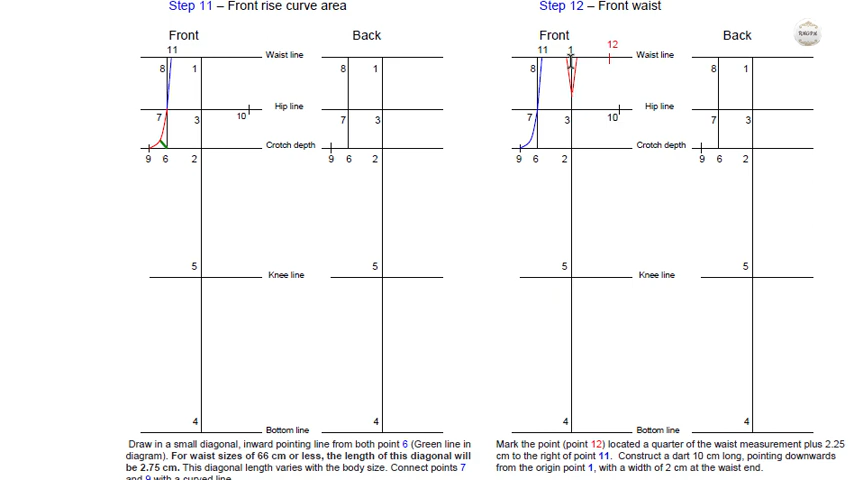 Step 11 – Front rise curve area
Front
Back
11
Waist line
8 1
8 1
Hip line
7 3 10
7 3
Crotch depth
9 6 2
9 6 2
5
5
Knee line
4
4
Bottom line
Draw in a small diagonal, inward pointing line from both point 6 (Green line in
diagram). For waist sizes of 66 cm or less, the length of this diagonal will
be 2.75 cm. This diagonal length varies with the body size. Connect points 7
and 9 with a curved line
Step 12 – Front waist
Front
Back
11 1 12
Waist line
8
8 1
Hip line
7 3 10
7 3
Crotch depth
9 6 2
9 6 2
5
5
Knee line
4
4
Bottom line
Mark the point (point 12) located a quarter of the waist measurement plus 2.25
cm to the right of point 11. Construct a dart 10 cm long, pointing downwards
from the origin point 1, with a width of 2 cm at the waist end.